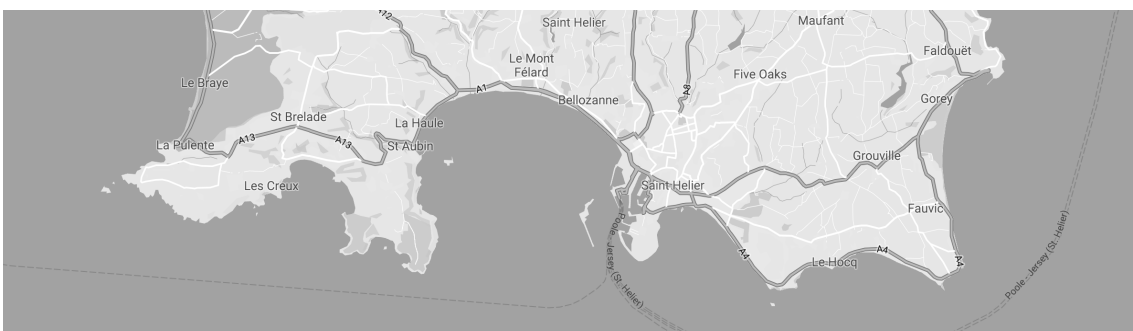 A12
Saint Helier
Maufant
Faldouët
Le Mont
Félard
Five Oaks
Le Braye
A1
A8
Bellozanne
Gorey
St Brelade
La Haule
La Pulente
A13
A13
St Aubin
Grouville
Les Creux
Saint Helier
Fauvic
Poole - Jersey (St. Helier)
A4
Le Hocq
A4
A4
Poole - Jersey (St. Helier)